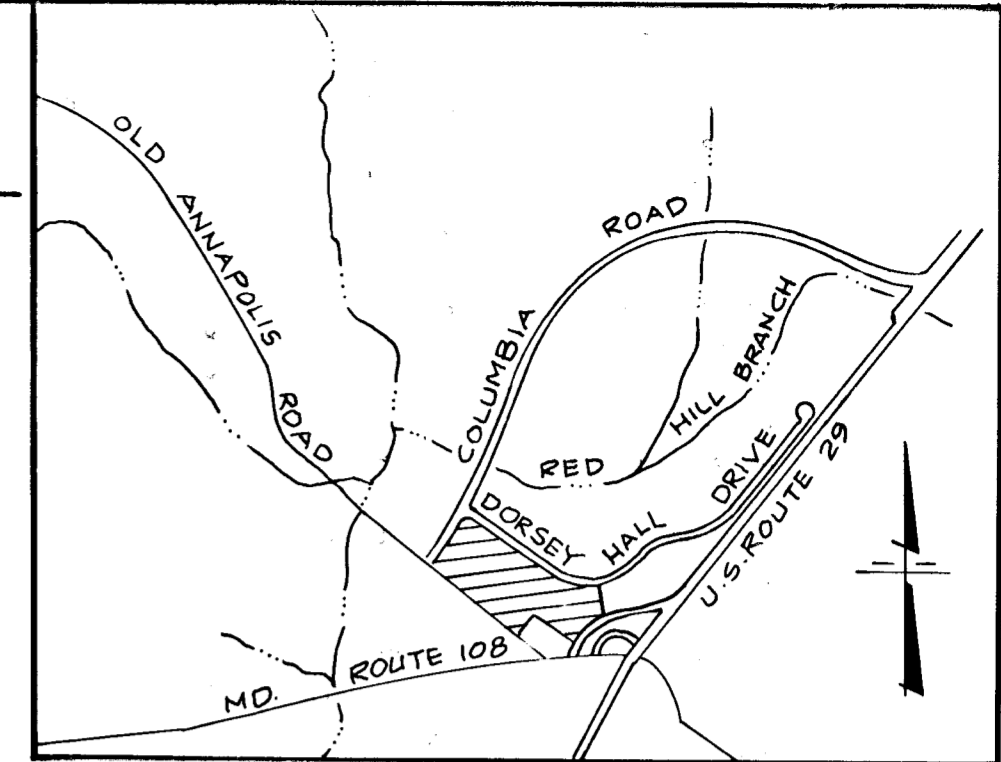 OLD ANNAPOLIS ROAD
COLUMBIA ROAD
RED HILL BRANCH
DORSEY HALL DRIVE
U.S. ROUTE 29
MD. ROUTE 108